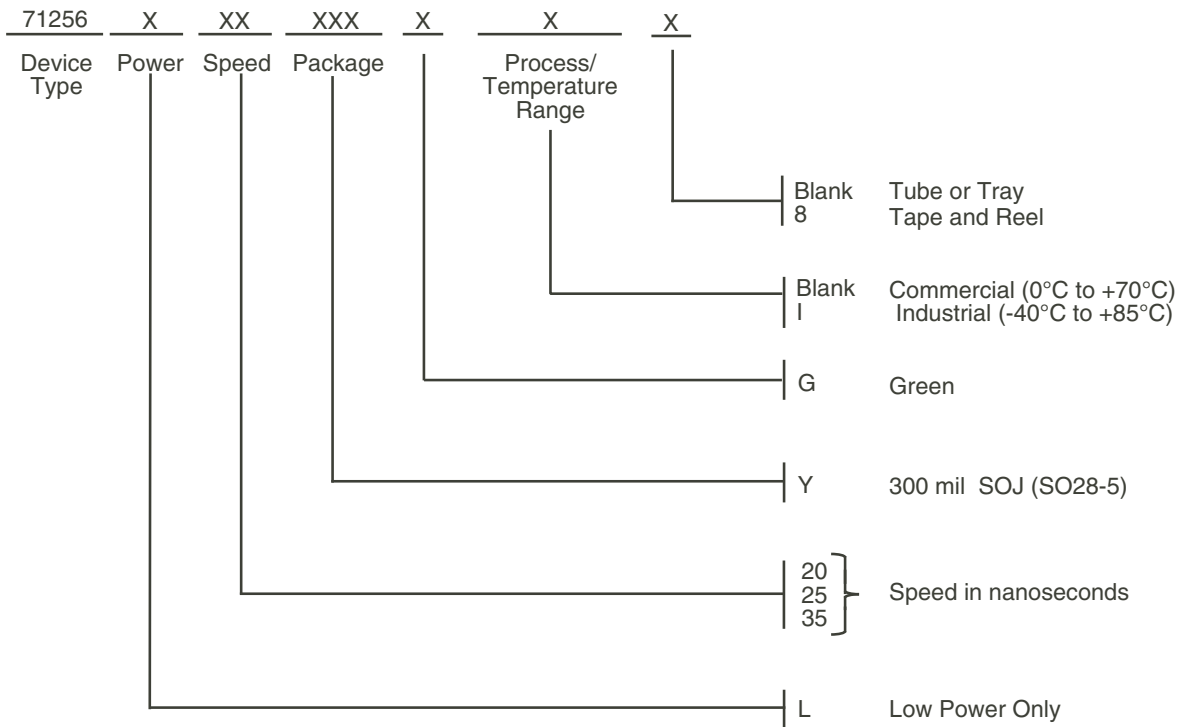 71256 X XX XXX X X X
Device Type
Power
Speed
Package
Process/
Temperature
Range
Blank Tube or Tray
8 Tape and Reel
Blank Commercial (0°C to +70°C)
I Industrial (-40°C to +85°C)
G Green
Y 300 mil SOJ (SO28-5)
20
25 Speed in nanoseconds
35
L Low Power Only